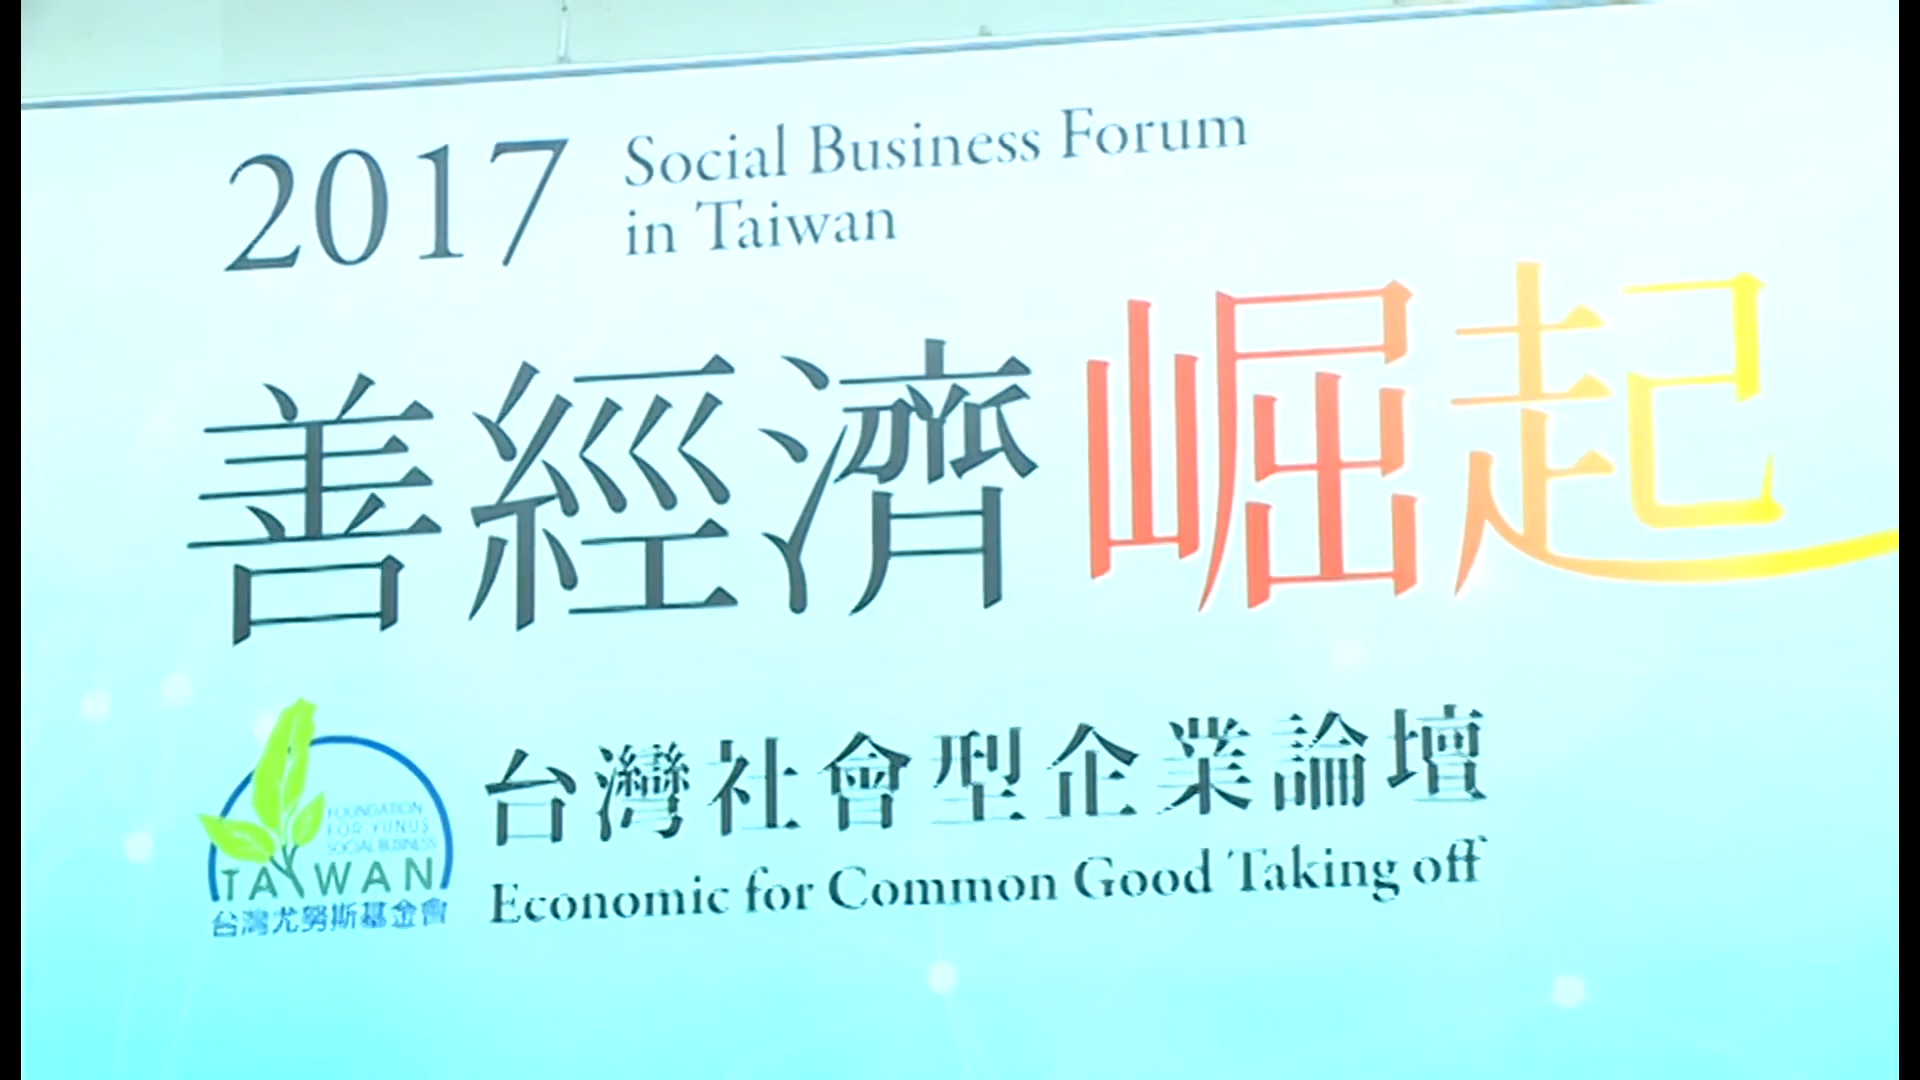 2017
Social Business Forum
in Taiwan
善經濟崛起
台灣社會型企業論壇
Economic for Common Good Taking off
FOUNDATION
FOR YUNUS
SOCIAL BUSINESS
TAIWAN
台灣尤努斯基金會